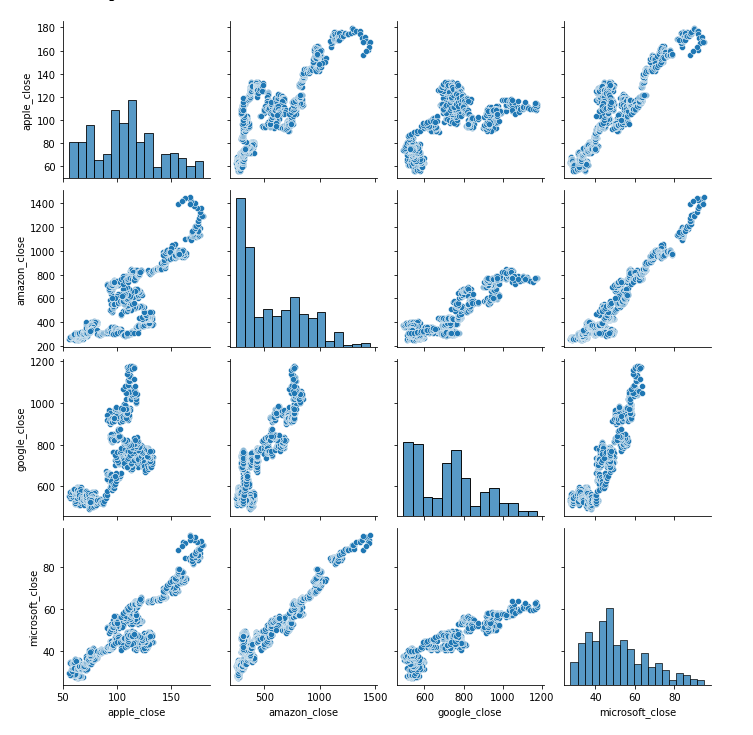 180
160
140
120
100
80
60
apple_close
1400
1200
1000
800
600
400
200
amazon_close
1200
1000
800
600
google_close
80
60
40
microsoft_close
50 100 150
500 1000 1500
600 800 1000 1200
40 60 80
apple_close amazon_close google_close microsoft_close